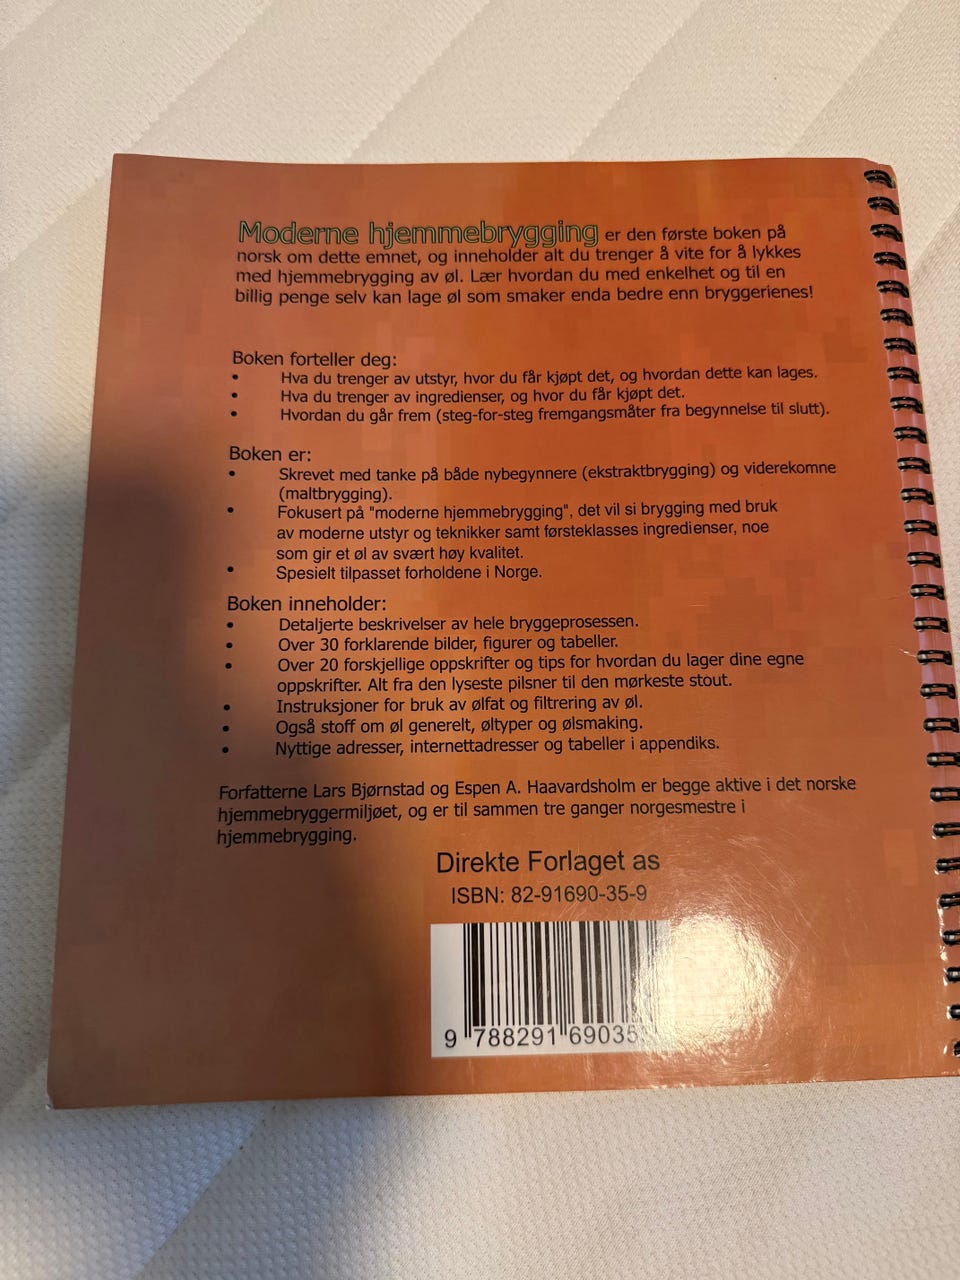 Moderne hjemmebrygging er den første boken på
norsk om dette emnet, og inneholder alt du trenger å vite for å lykkes
med hjemmebrygging av øl. Lær hvordan du med enkelhet og til en
billig penge selv kan lage øl som smaker enda bedre enn bryggerienes!
Boken forteller deg:
• Hva du trenger av utstyr, hvor du får kjøpt det, og hvordan dette kan lages.
• Hva du trenger av ingredienser, og hvor du får kjøpt det.
• Hvordan du går frem (steg-for-steg fremgangsmåter fra begynnelse til slutt).
Boken er:
• Skrevet med tanke på både nybegynnere (ekstraktbrygging) og viderekomne
(maltbrygging).
• Fokusert på "moderne hjemmebrygging", det vil si brygging med bruk
av moderne utstyr og teknikker samt førsteklasses ingredienser, noe
som gir et øl av svært høy kvalitet.
• Spesielt tilpasset forholdene i Norge.
Boken inneholder:
• Detaljerte beskrivelser av hele bryggeprosessen.
• Over 30 forklarende bilder, figurer og tabeller.
• Over 20 forskjellige oppskrifter og tips for hvordan du lager dine egne
oppskrifter. Alt fra den lyseste pilsner til den mørkeste stout.
• Instruksjoner for bruk av ølfat og filtrering av øl.
• Også stoff om øl generelt, øltyper og ølsmaking.
• Nyttige adresser, internettadresser og tabeller i appendiks.
Forfatterne Lars Bjørnstad og Espen A. Haavardsholm er begge aktive i det norske
hjemmebryggermiljøet, og er til sammen tre ganger norgesmestre i
hjemmebrygging.
Direkte Forlaget as
ISBN: 82-91690-35-9
9 788291 69035